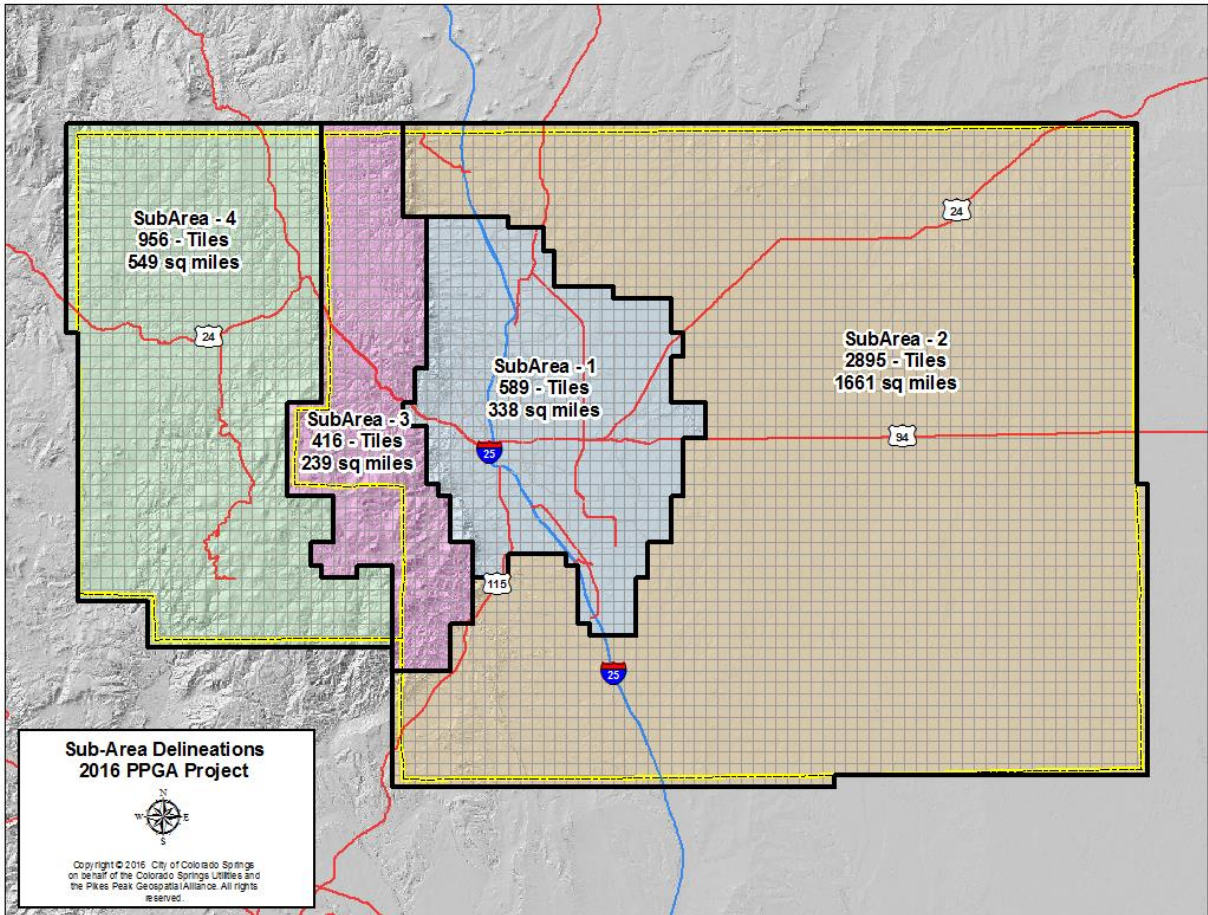 SubArea - 4
956 - Tiles
549 sq miles
24
24
SubArea - 2
2895 - Tiles
1661 sq miles
SubArea - 1
589 - Tiles
338 sq miles
SubArea - 3
416 - Tiles
239 sq miles
94
25
115
25
Sub-Area Delineations
2016 PPGA Project
N
W
E
S
Copyright © 2016 City of Colorado Springs
on behalf of the Colorado Springs Utilities and
the Pikes Peak Geospatial Alliance. All rights
reserved.